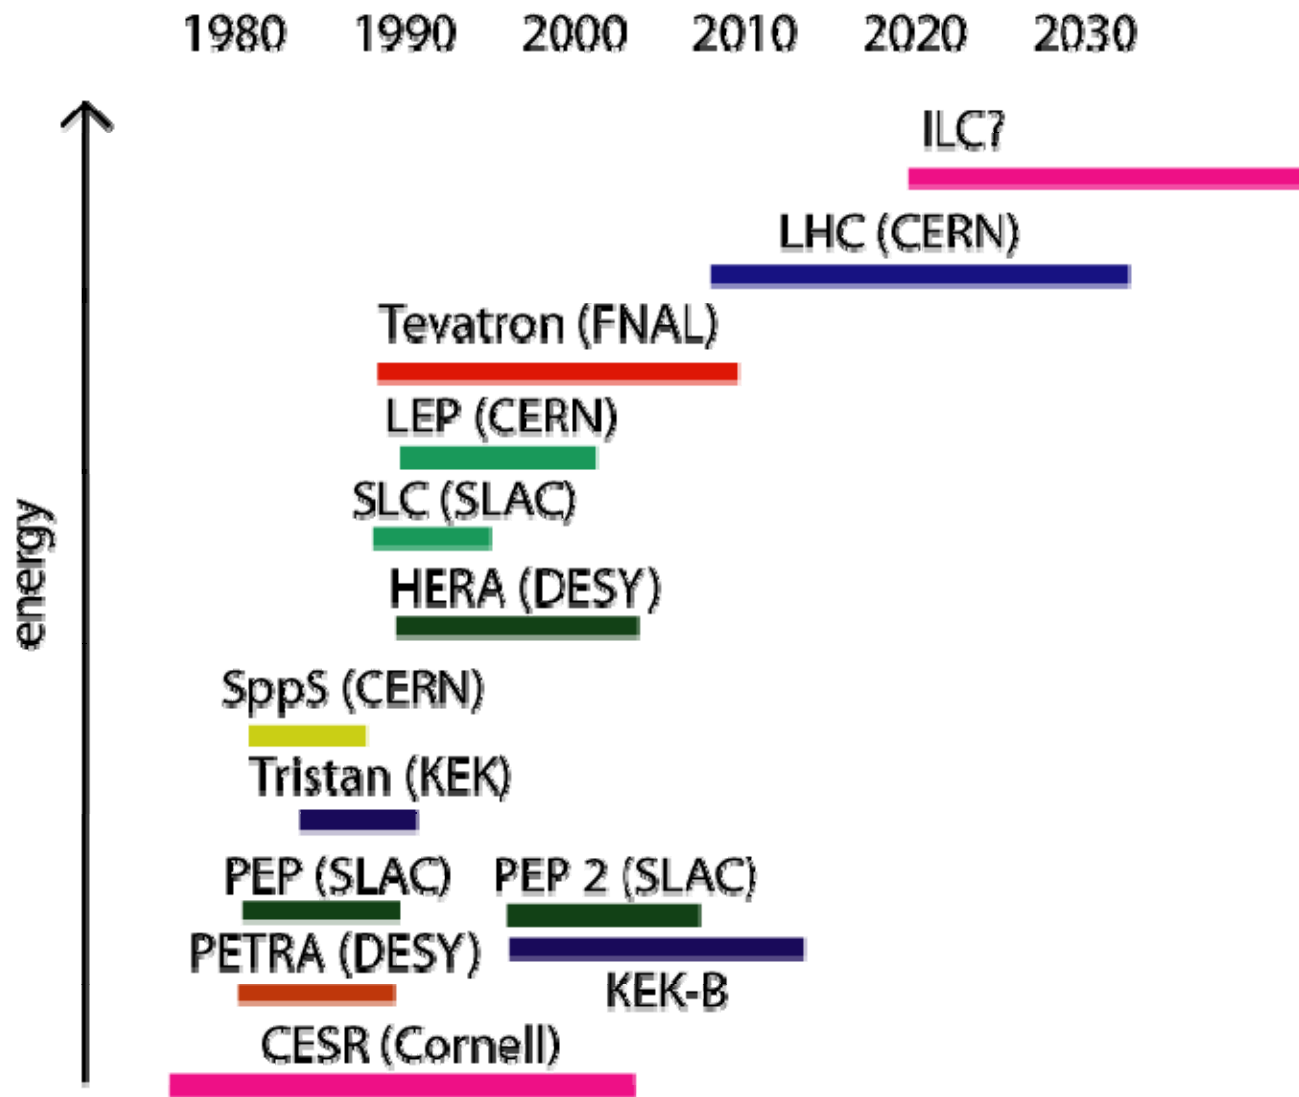 1980 1990 2000 2010 2020 2030
ILC?
LHC (CERN)
Tevatron (FNAL)
LEP (CERN)
SLC (SLAC)
HERA (DESY)
energy
SppS (CERN)
Tristan (KEK)
PEP (SLAC) PEP 2 (SLAC)
PETRA (DESY)
KEK-B
CESR (Cornell)